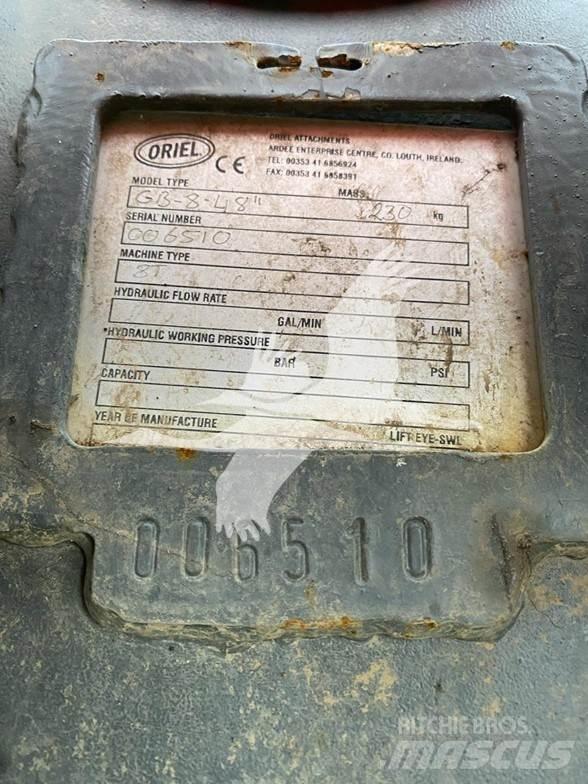 ORIEL
CE
ORIEL ATTACHMENTS
ARDEE ENTERPRISE CENTRE, CO. LOUTH, IRELAND.
TEL: 00353 41 6856924
FAX: 00353 41 6858391
MODEL TYPE MASS
GB-8-48" 230 kg
SERIAL NUMBER
006510
MACHINE TYPE
8T
HYDRAULIC FLOW RATE
GAL/MIN L/MIN
HYDRAULIC WORKING PRESSURE
BAR PSI
CAPACITY
YEAR OF MANUFACTURE LIFT EYE-SWL
006510
RITCHIE BROS.
MASCUS